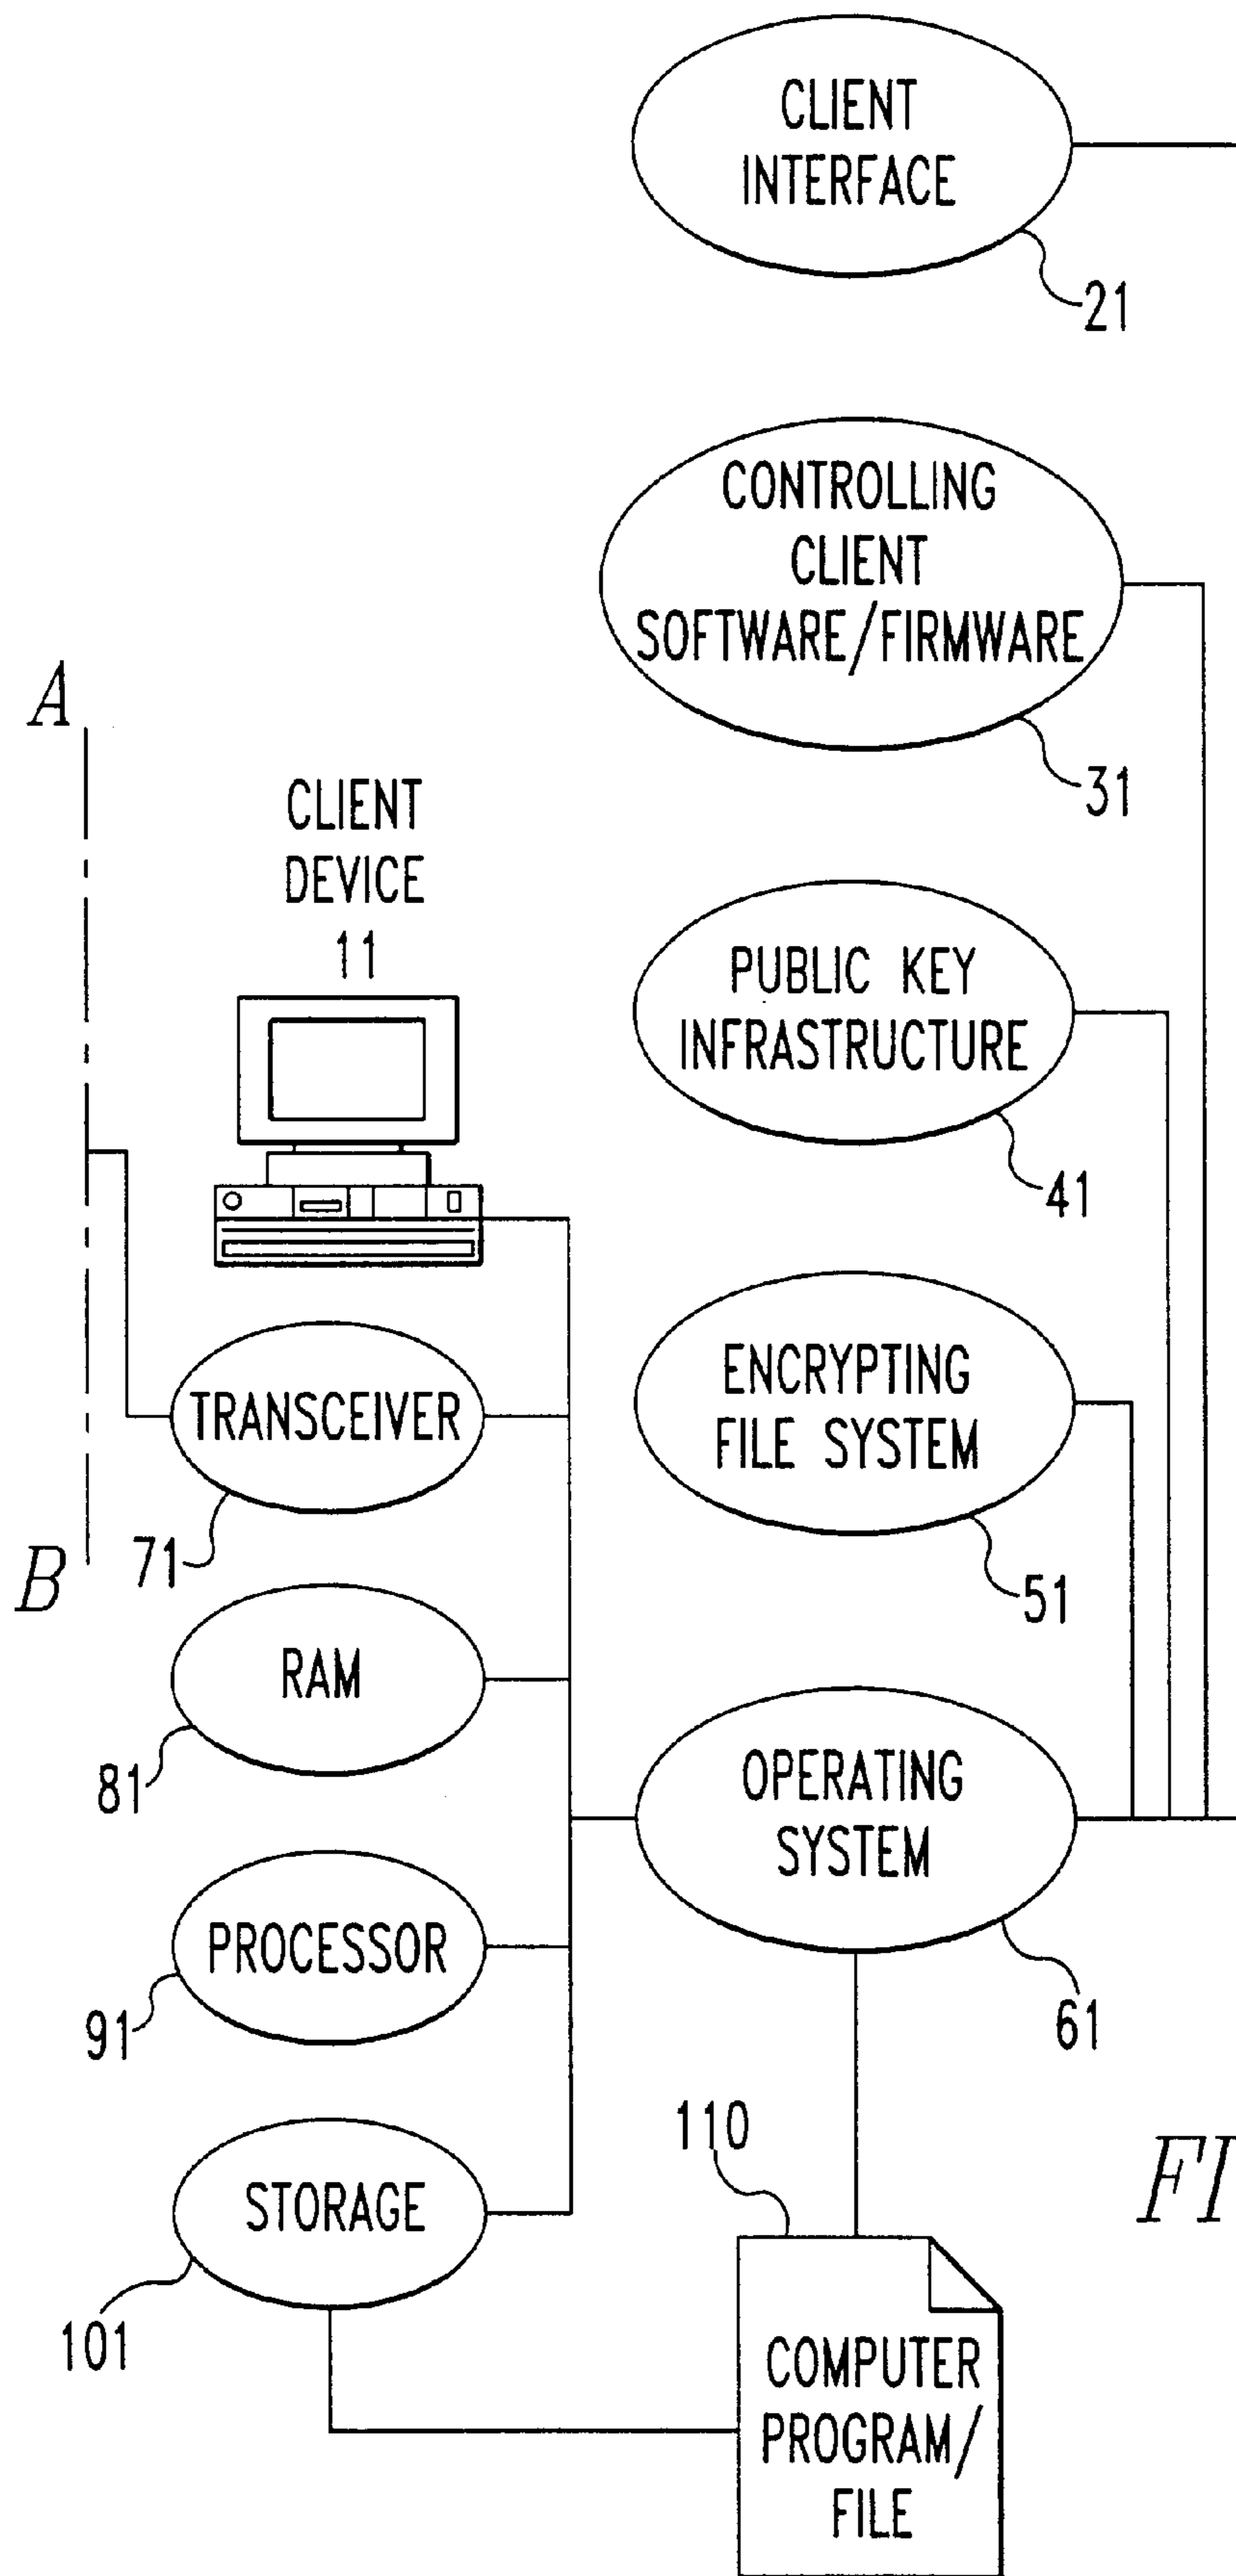 CLIENT
INTERFACE
21
CONTROLLING
CLIENT
SOFTWARE/FIRMWARE
31
A
CLIENT
DEVICE
11
PUBLIC KEY
INFRASTRUCTURE
41
ENCRYPTING
FILE SYSTEM
51
TRANSCEIVER
71
B
RAM
81
OPERATING
SYSTEM
61
PROCESSOR
91
STORAGE
101
110
FI
COMPUTER
PROGRAM/
FILE